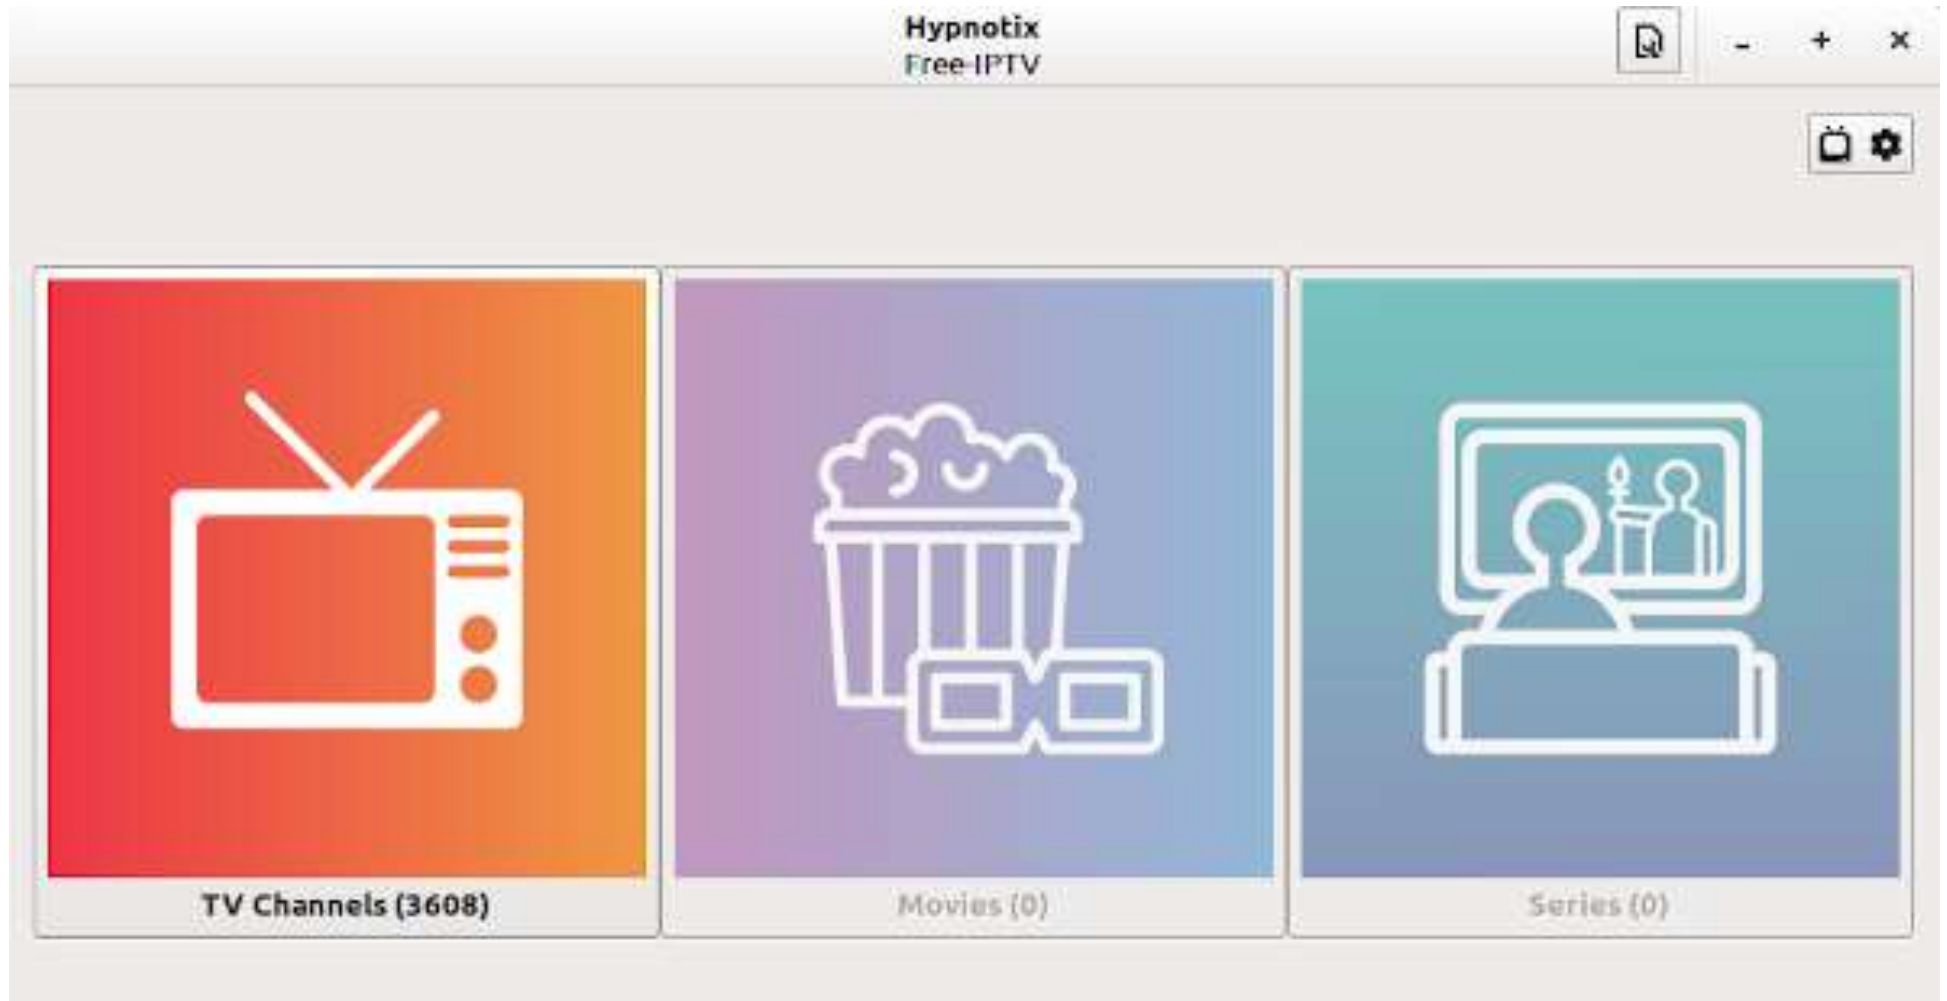 Hypnotix
Free-IPTV
TV Channels (3608)
Movies (0)
Series (0)